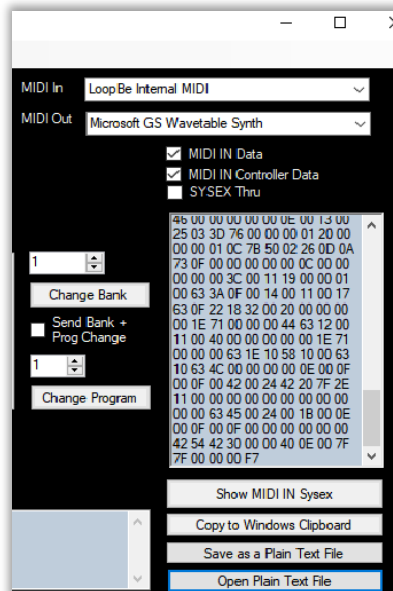 MIDI In
LoopBe Internal MIDI
MIDI Out
Microsoft GS Wavetable Synth
MIDI IN Data
MIDI IN Controller Data
SYSEX Thru
1
Change Bank
Send Bank +
Prog Change
1
Change Program
46 00 00 00 00 00 0E 00 13 00
25 03 3D 76 00 00 00 01 20 00
00 00 01 0C 7B 50 02 26 0D 0A
73 0F 00 00 00 00 00 0C 00 00
00 00 00 3C 00 11 19 00 00 01
00 63 3A 0F 00 14 00 11 00 17
63 0F 22 18 32 00 20 00 00 00
00 1E 71 00 00 00 44 63 12 00
11 00 40 00 00 00 00 00 1E 71
00 00 00 63 1E 10 58 10 00 63
10 63 4C 00 00 00 00 0E 00 0F
00 0F 00 42 00 24 42 20 7F 2E
11 00 00 00 00 00 00 00 00 00
00 00 63 45 00 24 00 1B 00 0E
00 0F 00 0F 00 00 00 00 00 00
42 54 42 30 00 00 40 0E 00 7F
7F 00 00 00 F7
Show MIDI IN Sysex
Copy to Windows Clipboard
Save as a Plain Text File
Open Plain Text File